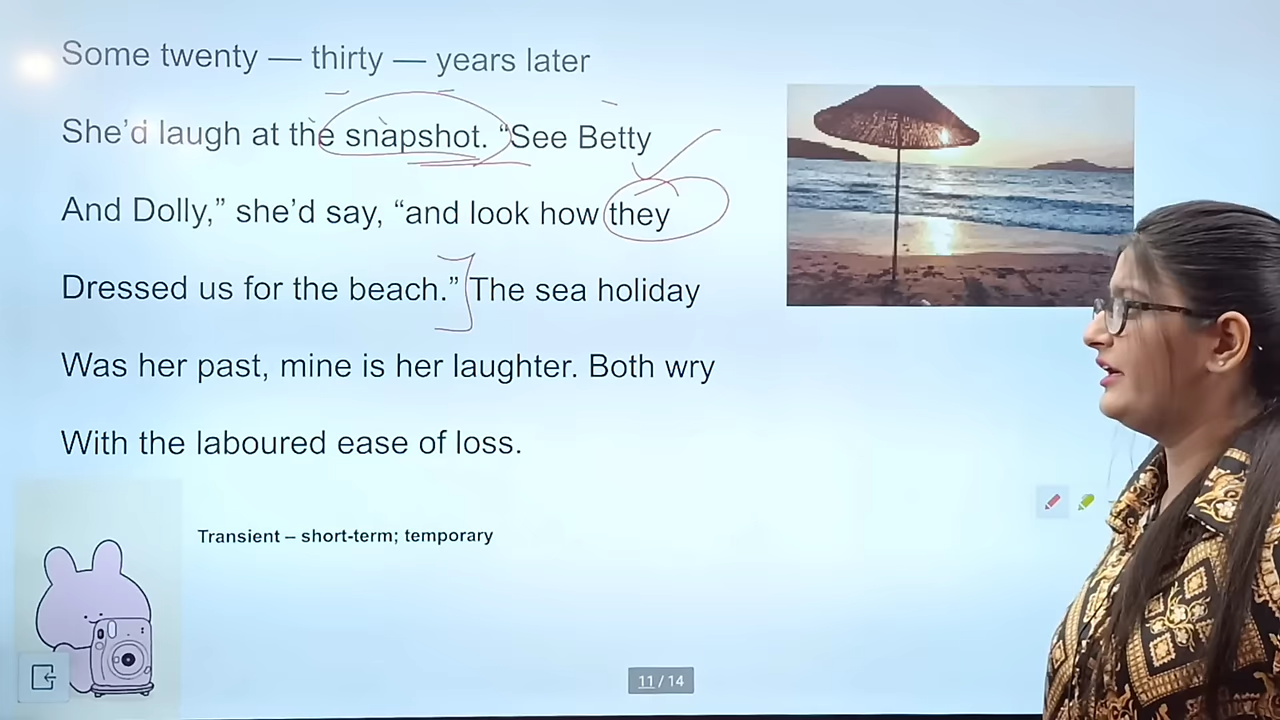 Some twenty — thirty — years later
She’d laugh at the snapshot. “See Betty
And Dolly,” she’d say, “and look how they
Dressed us for the beach.” The sea holiday
Was her past, mine is her laughter. Both wry
With the laboured ease of loss.
Transient – short-term; temporary
11 / 14